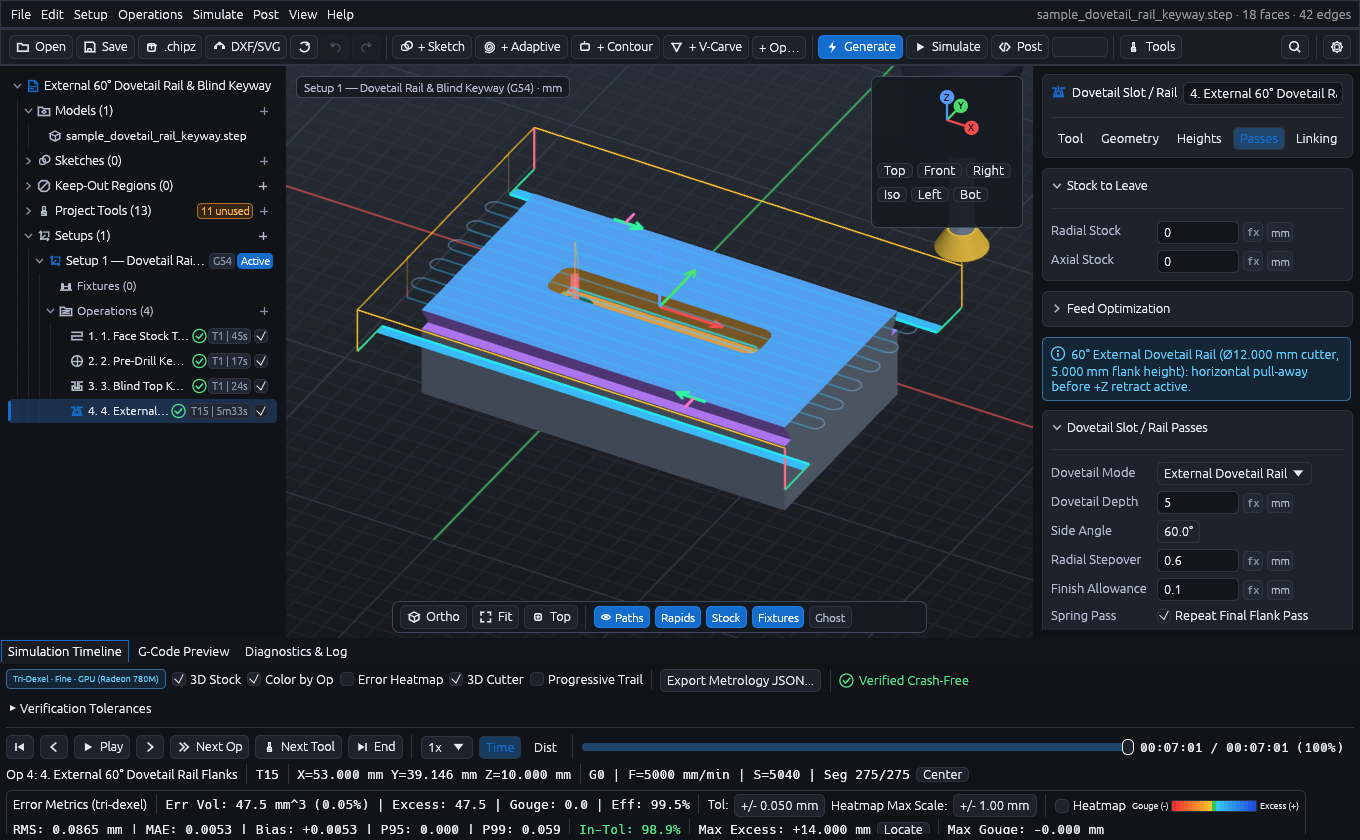 File Edit Setup Operations Simulate Post View Help
sample_dovetail_rail_keyway.step · 18 faces · 42 edges
Open Save .chipz DXF/SVG + Sketch + Adaptive + Contour + V-Carve + Op... Generate Simulate Post Tools
External 60° Dovetail Rail & Blind Keyway
Models (1) +
sample_dovetail_rail_keyway.step
Sketches (0) +
Keep-Out Regions (0) +
Project Tools (13) 11 unused +
Setups (1) +
Setup 1 — Dovetail Rai... G54 Active
Fixtures (0)
Operations (4) +
1. 1. Face Stock T... T1 | 45s
2. 2. Pre-Drill Ke... T1 | 17s
3. 3. Blind Top K... T1 | 24s
4. 4. External... T15 | 5m33s
Setup 1 — Dovetail Rail & Blind Keyway (G54) · mm
Z
Y
X
Top Front Right
Iso Left Bot
Ortho Fit Top Paths Rapids Stock Fixtures Ghost
Dovetail Slot / Rail 4. External 60° Dovetail R
Tool Geometry Heights Passes Linking
Stock to Leave
Radial Stock 0 fx mm
Axial Stock 0 fx mm
Feed Optimization
60° External Dovetail Rail (Ø12.000 mm cutter,
5.000 mm flank height): horizontal pull-away
before +Z retract active.
Dovetail Slot / Rail Passes
Dovetail Mode External Dovetail Rail
Dovetail Depth 5 fx mm
Side Angle 60.0°
Radial Stepover 0.6 fx mm
Finish Allowance 0.1 fx mm
Spring Pass Repeat Final Flank Pass
Simulation Timeline G-Code Preview Diagnostics & Log
Tri-Dexel · Fine · GPU (Radeon 780M) 3D Stock Color by Op Error Heatmap 3D Cutter Progressive Trail Export Metrology JSON... Verified Crash-Free
Verification Tolerances
Play Next Op Next Tool End 1x Time Dist 00:07:01 / 00:07:01 (100%)
Op 4: 4. External 60° Dovetail Rail Flanks T15 X=53.000 mm Y=39.146 mm Z=10.000 mm G0 | F=5000 mm/min | S=5040 | Seg 275/275 Center
Error Metrics (tri-dexel) Err Vol: 47.5 mm^3 (0.05%) | Excess: 47.5 | Gouge: 0.0 | Eff: 99.5% Tol: +/- 0.050 mm Heatmap Max Scale: +/- 1.00 mm Heatmap Gouge (-) Excess (+)
RMS: 0.0865 mm | MAE: 0.0053 | Bias: +0.0053 | P95: 0.000 | P99: 0.059 In-Tol: 98.9% Max Excess: +14.000 mm Locate Max Gouge: -0.000 mm